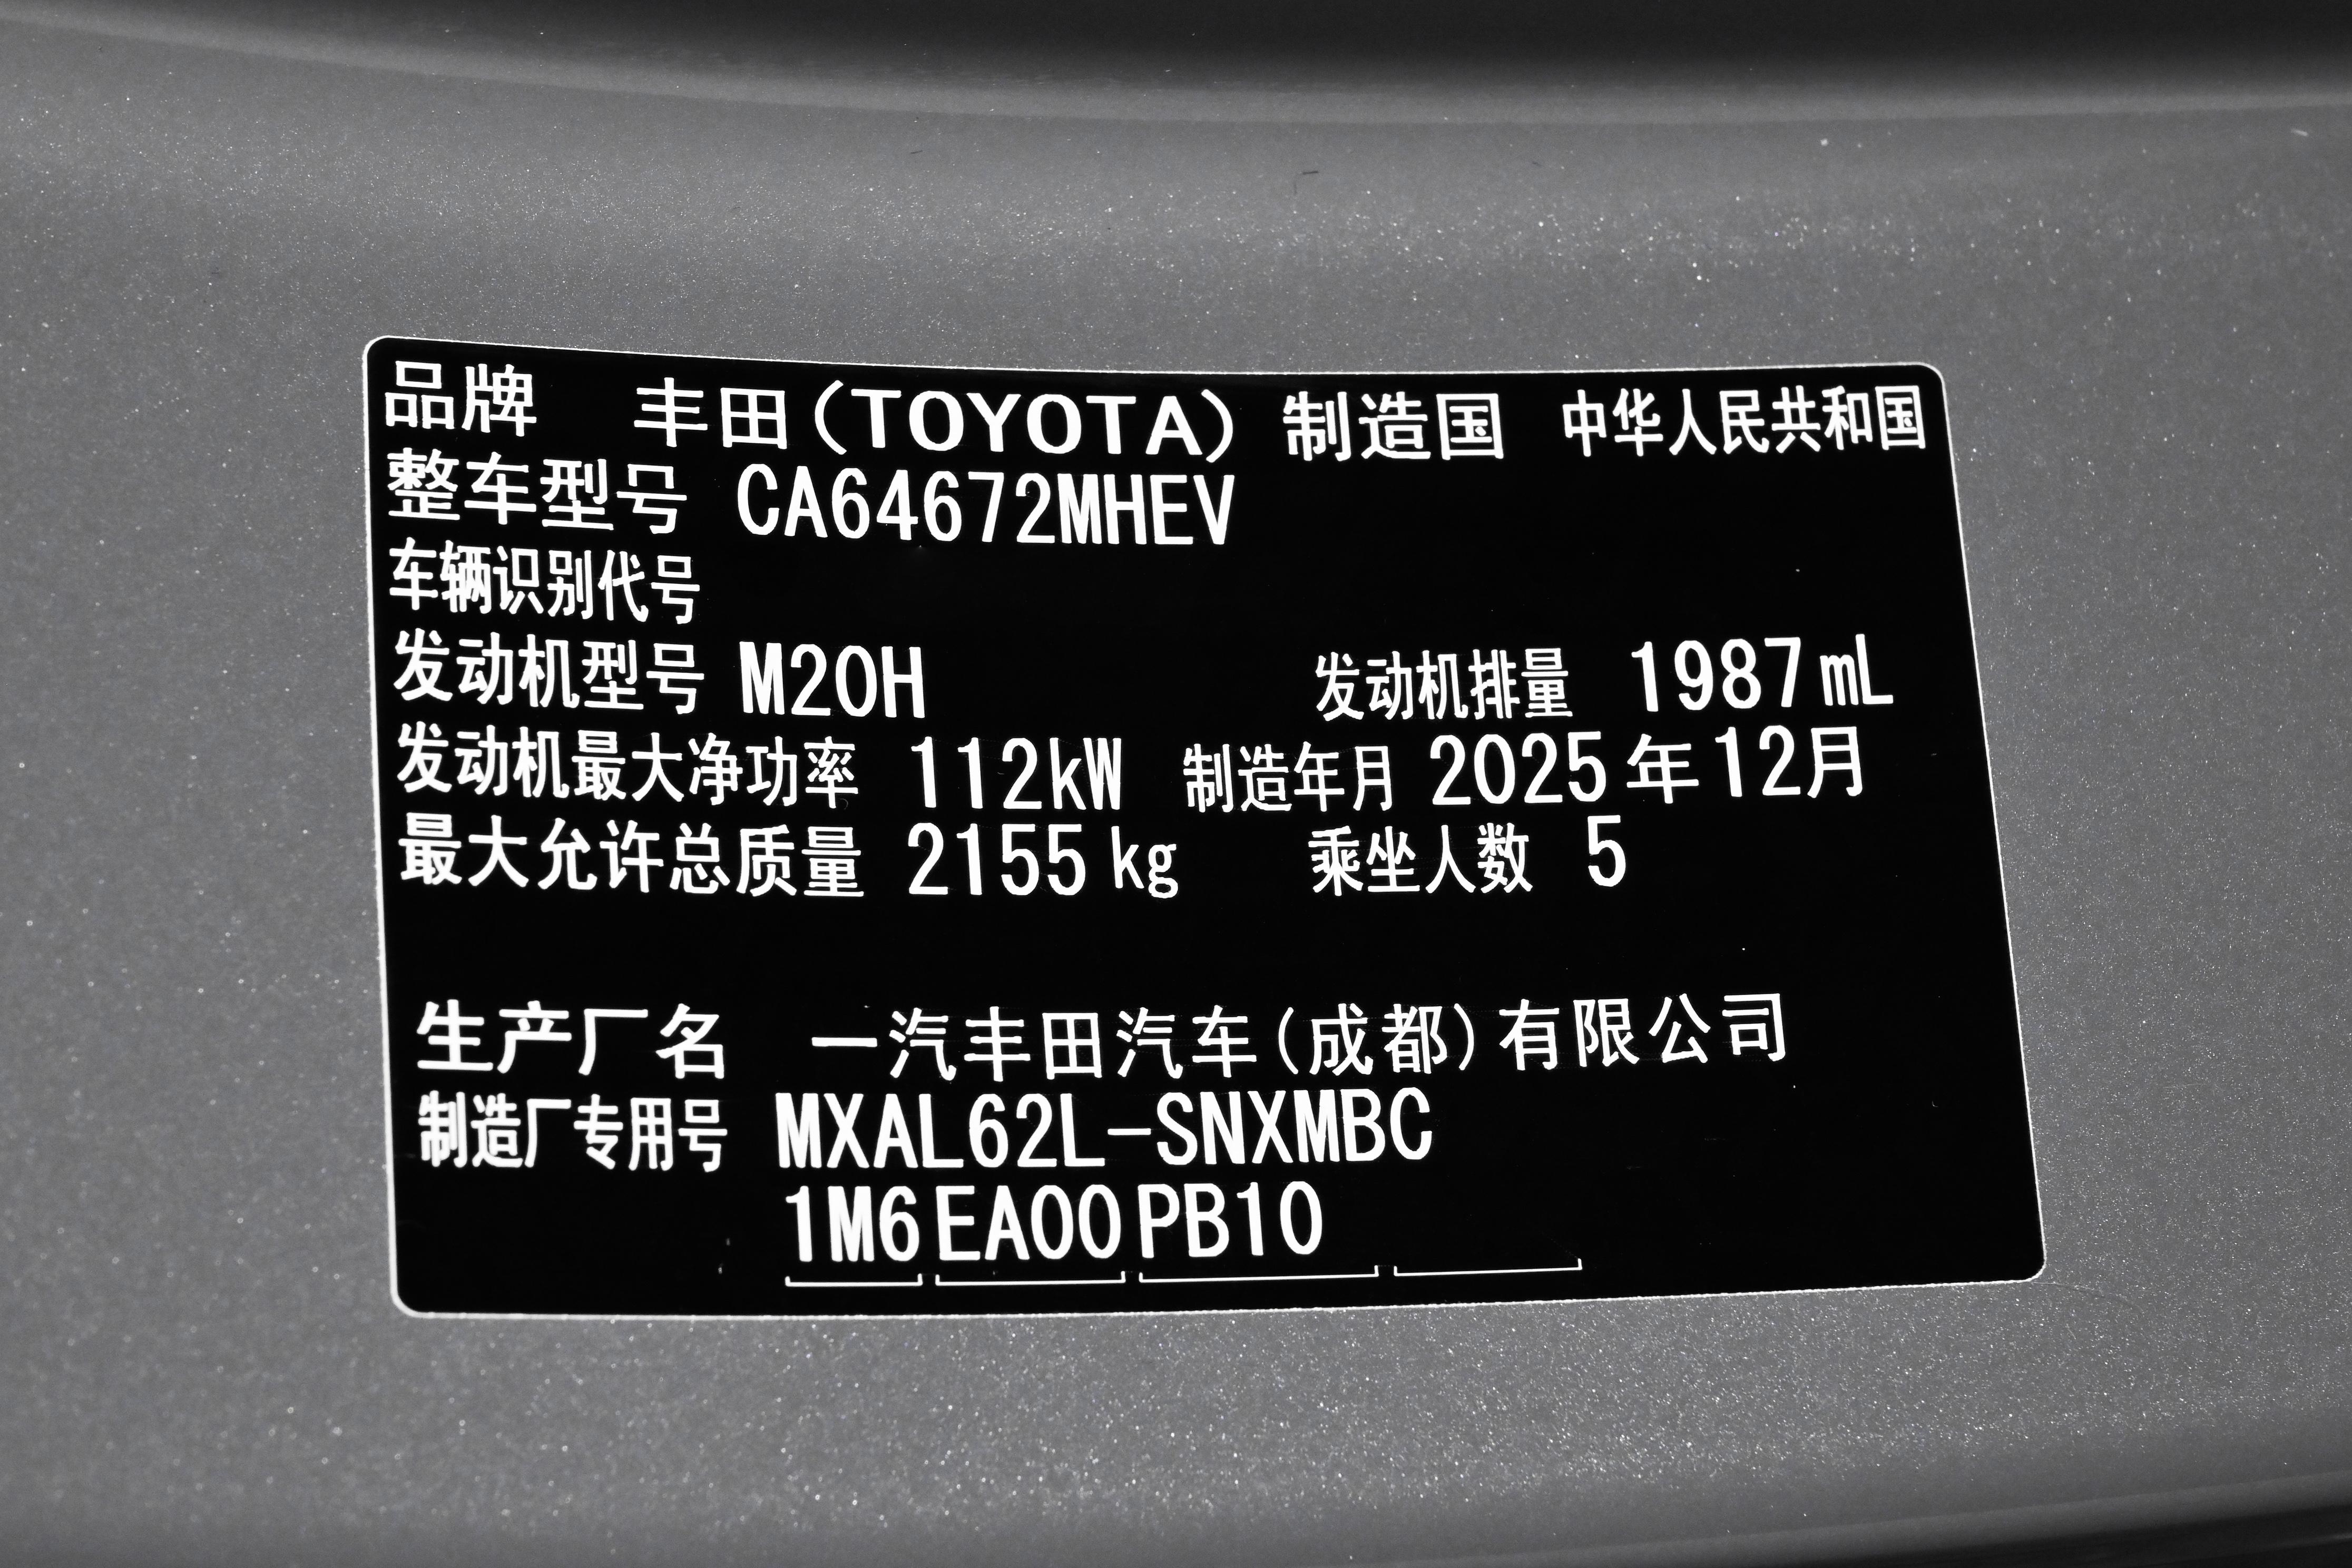 品牌 丰田(TOYOTA) 制造国 中华人民共和国
整车型号 CA64672MHEV
车辆识别代号
发动机型号 M20H 发动机排量 1987mL
发动机最大净功率 112kW 制造年月 2025年12月
最大允许总质量 2155kg 乘坐人数 5
生产厂名 一汽丰田汽车(成都)有限公司
制造厂专用号 MXAL62L-SNXMBC
1M6 EA00 PB10